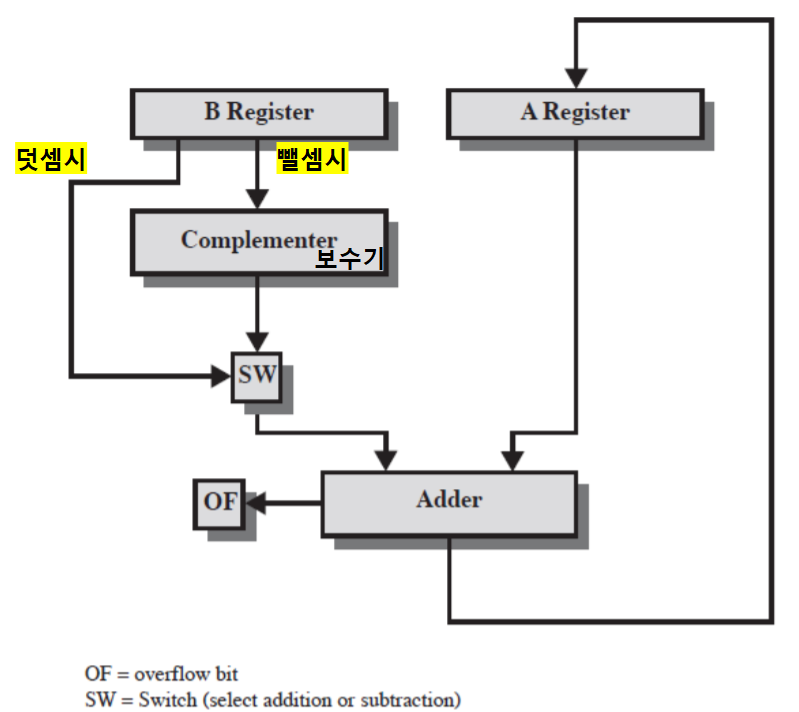 B Register
A Register
덧셈시
뺄셈시
Complementer
보수기
SW
OF
Adder
OF = overflow bit
SW = Switch (select addition or subtraction)